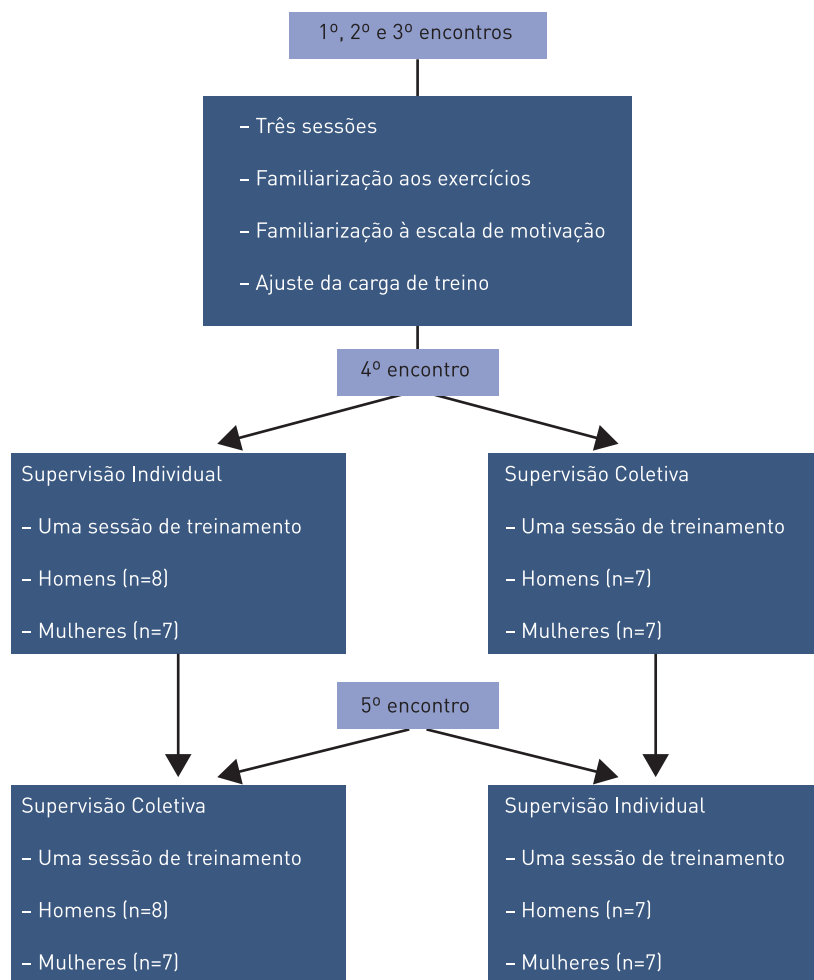 1º, 2º e 3º encontros
– Três sessões
– Familiarização aos exercícios
– Familiarização à escala de motivação
– Ajuste da carga de treino
4º encontro
Supervisão Individual
– Uma sessão de treinamento
– Homens (n=8)
– Mulheres (n=7)
Supervisão Coletiva
– Uma sessão de treinamento
– Homens (n=7)
– Mulheres (n=7)
5º encontro
Supervisão Coletiva
– Uma sessão de treinamento
– Homens (n=8)
– Mulheres (n=7)
Supervisão Individual
– Uma sessão de treinamento
– Homens (n=7)
– Mulheres (n=7)